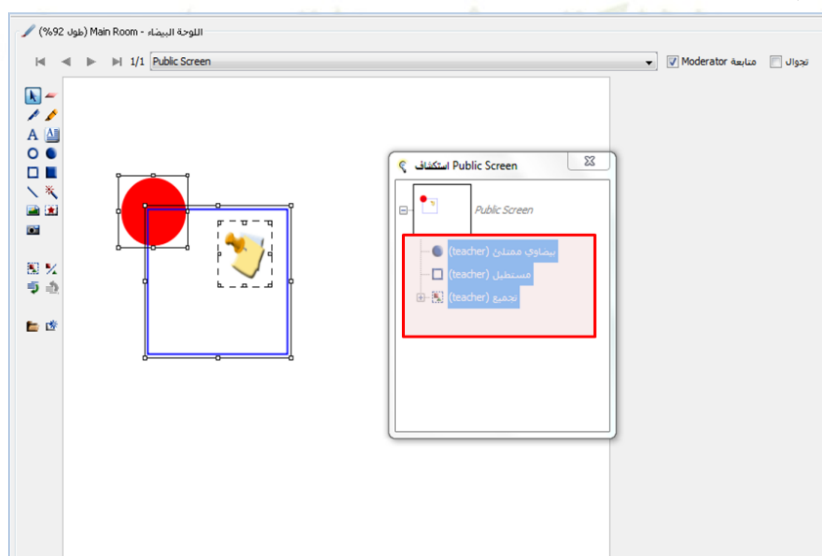 اللوحة البيضاء - Main Room (طول 92%)
1/1 Public Screen
متابعة Moderator
تجوال
استكشاف Public Screen
Public Screen
بيضاوي ممتلئ (teacher)
مستطيل (teacher)
تجميع (teacher)